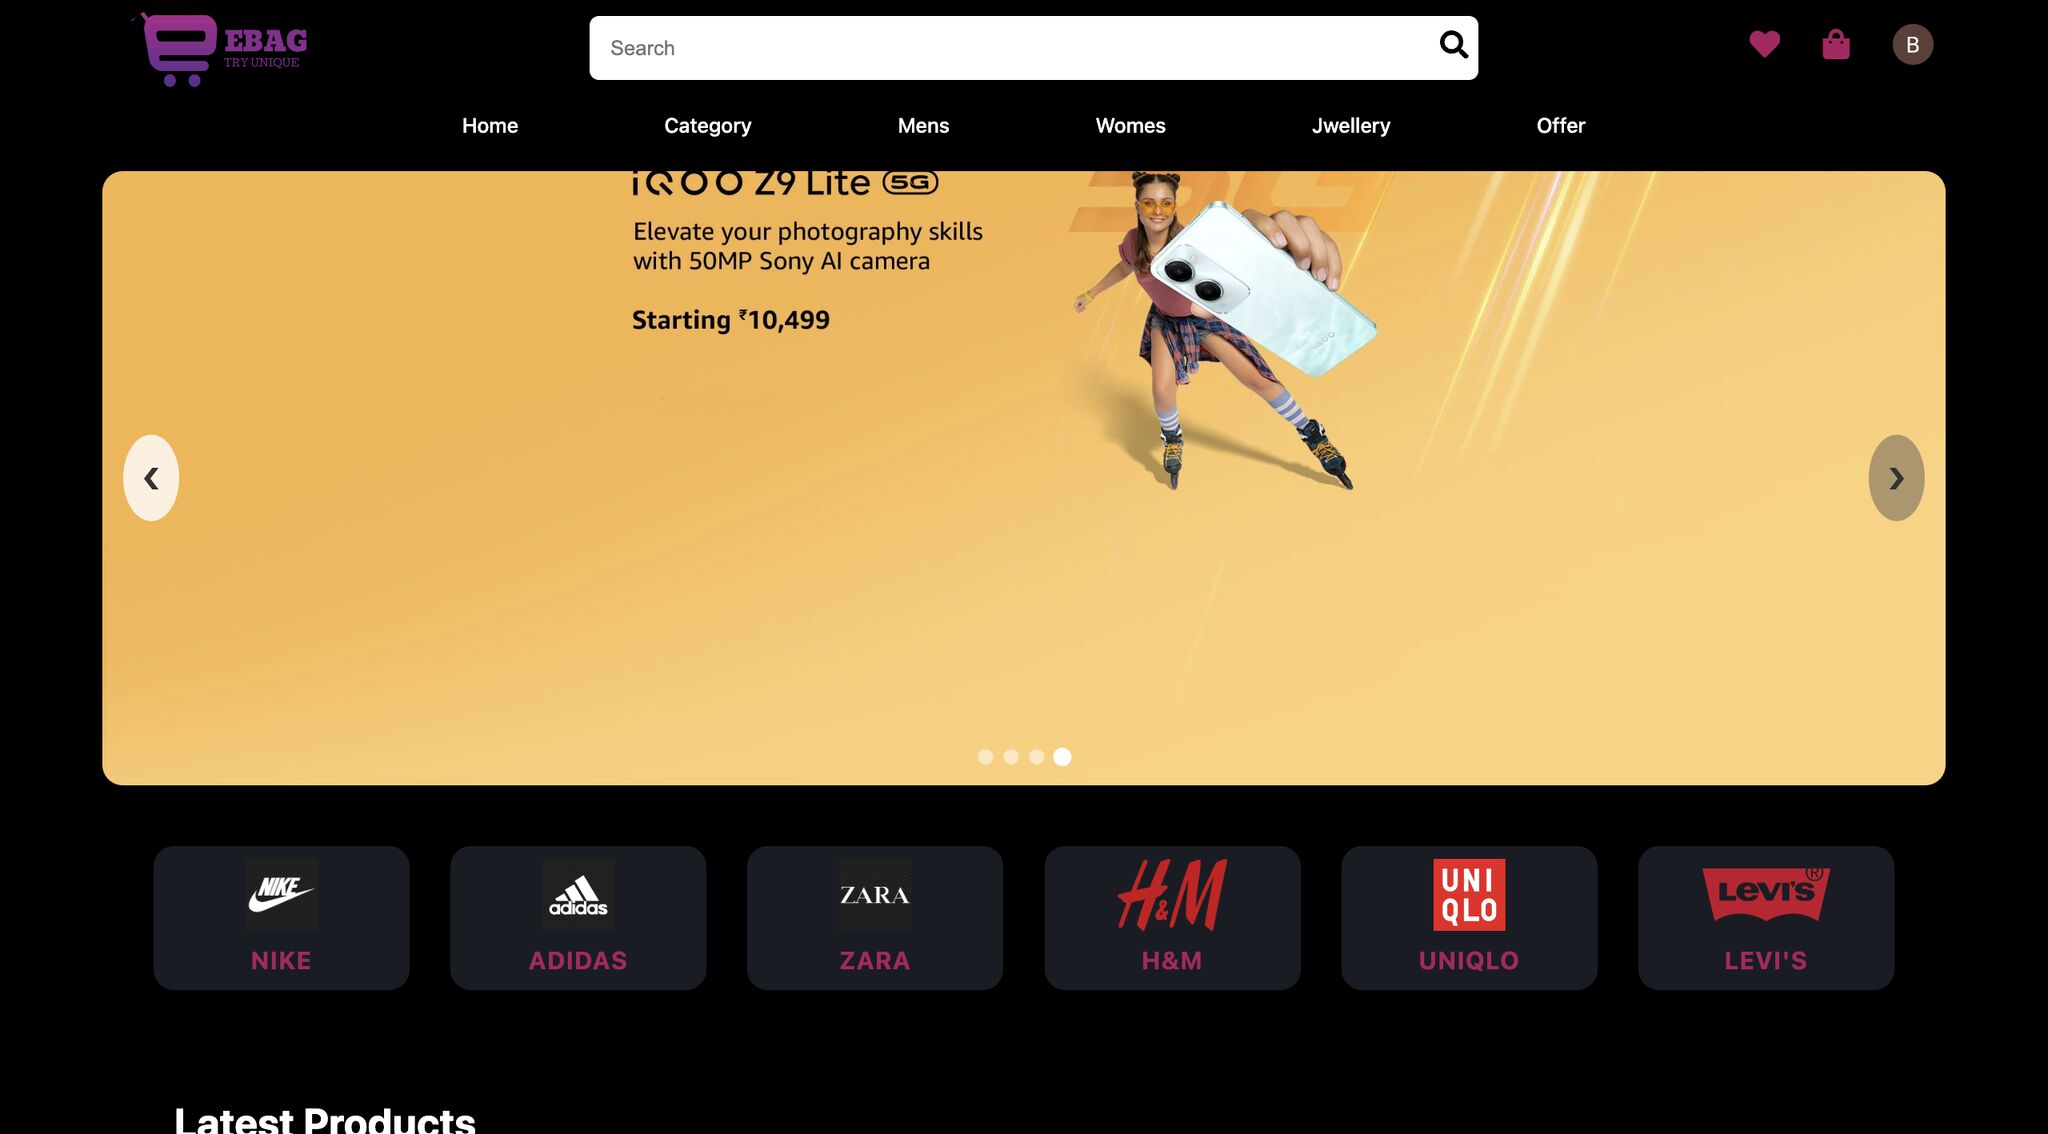 EBAG
TRY UNIQUE
Search
B
Home
Category
Mens
Womes
Jwellery
Offer
iQOO Z9 Lite 5G
Elevate your photography skills
with 50MP Sony AI camera
Starting ₹10,499
iQOO
NIKE
adidas
ZARA
H&M
UNI
QLO
LEVI'S®
NIKE
ADIDAS
ZARA
H&M
UNIQLO
LEVI'S
Latest Products